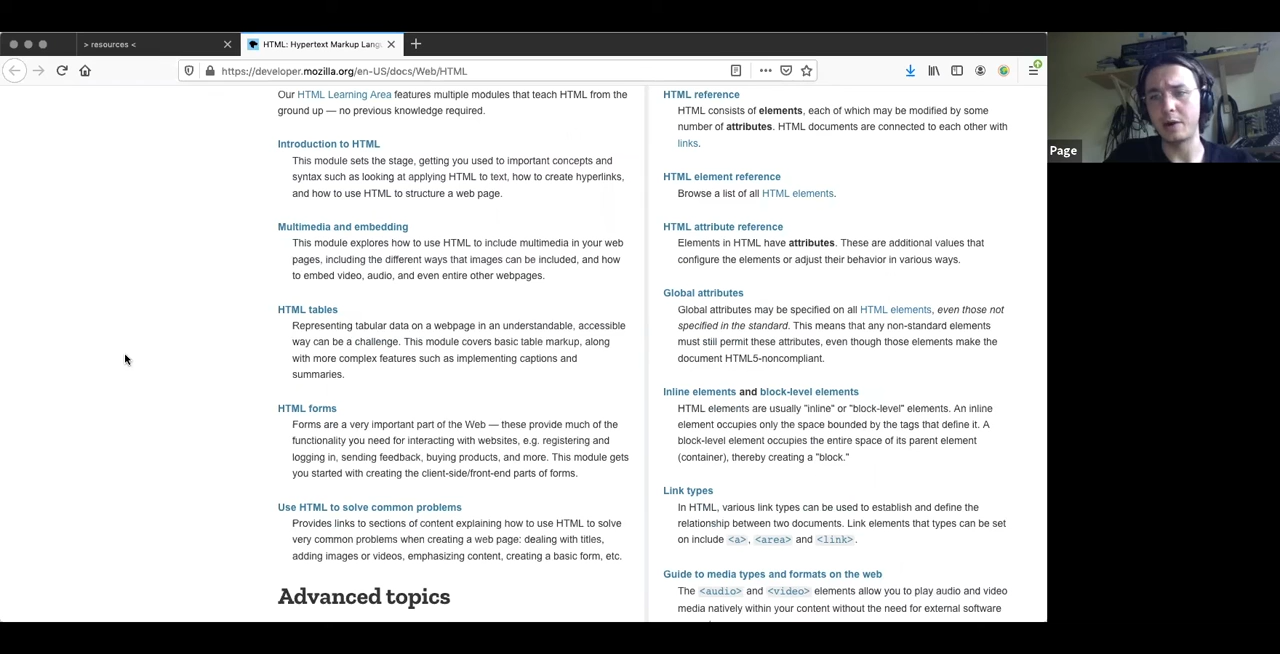 > resources <
HTML: Hypertext Markup Lang
https://developer.mozilla.org/en-US/docs/Web/HTML
Our HTML Learning Area features multiple modules that teach HTML from the
ground up — no previous knowledge required.
Introduction to HTML
This module sets the stage, getting you used to important concepts and
syntax such as looking at applying HTML to text, how to create hyperlinks,
and how to use HTML to structure a web page.
Multimedia and embedding
This module explores how to use HTML to include multimedia in your web
pages, including the different ways that images can be included, and how
to embed video, audio, and even entire other webpages.
HTML tables
Representing tabular data on a webpage in an understandable, accessible
way can be a challenge. This module covers basic table markup, along
with more complex features such as implementing captions and
summaries.
HTML forms
Forms are a very important part of the Web — these provide much of the
functionality you need for interacting with websites, e.g. registering and
logging in, sending feedback, buying products, and more. This module gets
you started with creating the client-side/front-end parts of forms.
Use HTML to solve common problems
Provides links to sections of content explaining how to use HTML to solve
very common problems when creating a web page: dealing with titles,
adding images or videos, emphasizing content, creating a basic form, etc.
Advanced topics
HTML reference
HTML consists of elements, each of which may be modified by some
number of attributes. HTML documents are connected to each other with
links.
HTML element reference
Browse a list of all HTML elements.
HTML attribute reference
Elements in HTML have attributes. These are additional values that
configure the elements or adjust their behavior in various ways.
Global attributes
Global attributes may be specified on all HTML elements, even those not
specified in the standard. This means that any non-standard elements
must still permit these attributes, even though those elements make the
document HTML5-noncompliant.
Inline elements and block-level elements
HTML elements are usually "inline" or "block-level" elements. An inline
element occupies only the space bounded by the tags that define it. A
block-level element occupies the entire space of its parent element
(container), thereby creating a "block."
Link types
In HTML, various link types can be used to establish and define the
relationship between two documents. Link elements that types can be set
on include <a>, <area> and <link>.
Guide to media types and formats on the web
The <audio> and <video> elements allow you to play audio and video
media natively within your content without the need for external software
Page